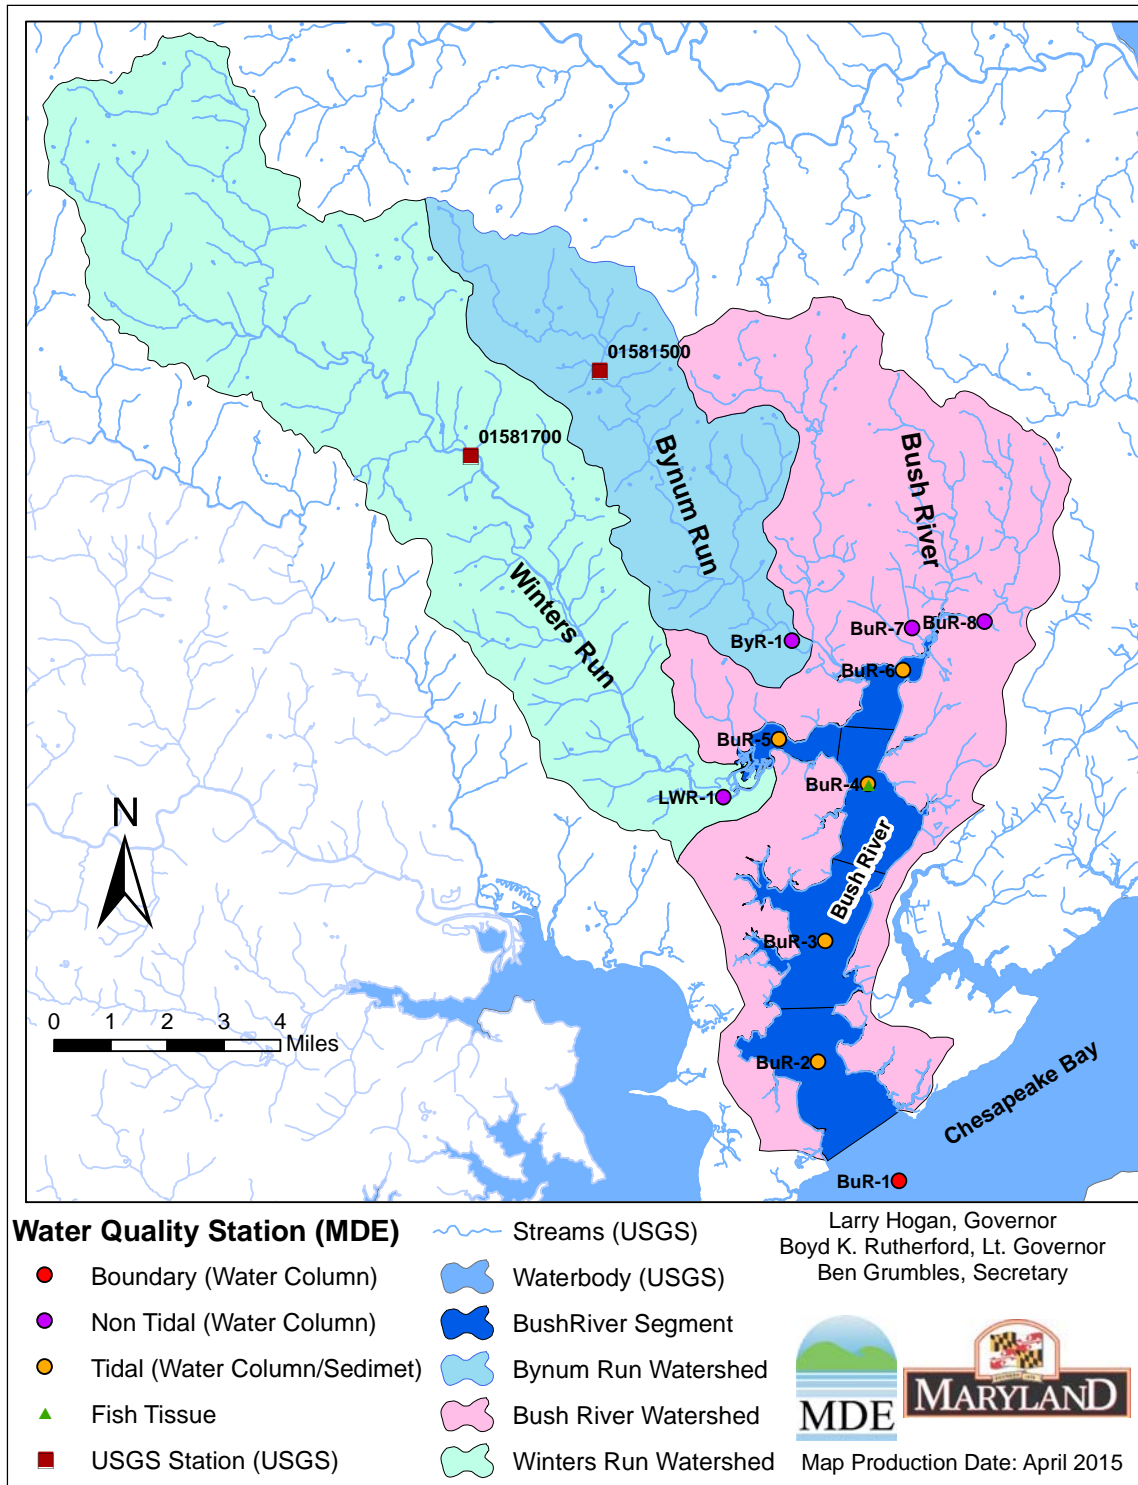 01581500
01581700
Bynum Run
Bush River
Winters Run
ByR-1
BuR-7
BuR-8
BuR-6
BuR-5
BuR-4
LWR-1
Bush River
BuR-3
N
0 1 2 3 4
Miles
BuR-2
Chesapeake Bay
BuR-1
Water Quality Station (MDE)
Boundary (Water Column)
Non Tidal (Water Column)
Tidal (Water Column/Sedimet)
Fish Tissue
USGS Station (USGS)
Streams (USGS)
Waterbody (USGS)
BushRiver Segment
Bynum Run Watershed
Bush River Watershed
Winters Run Watershed
Larry Hogan, Governor
Boyd K. Rutherford, Lt. Governor
Ben Grumbles, Secretary
MDE
MARYLAND
Map Production Date: April 2015